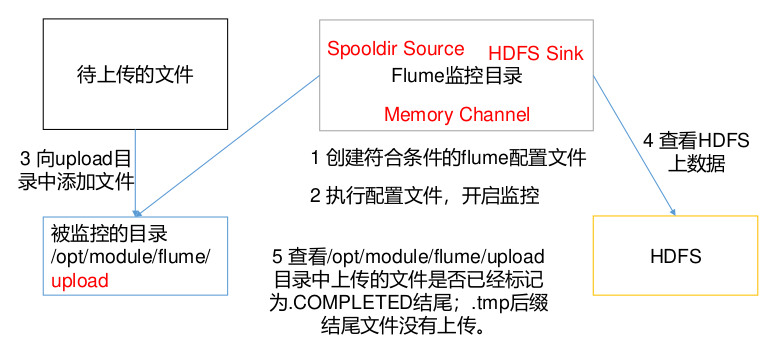 待上传的文件
Spooldir Source
HDFS Sink
Flume监控目录
Memory Channel
3 向upload目
录中添加文件
1 创建符合条件的flume配置文件
2 执行配置文件，开启监控
4 查看HDFS
上数据
被监控的目录
/opt/module/flume/
upload
5 查看/opt/module/flume/upload
目录中上传的文件是否已经标记
为.COMPLETED结尾；.tmp后缀
结尾文件没有上传。
HDFS